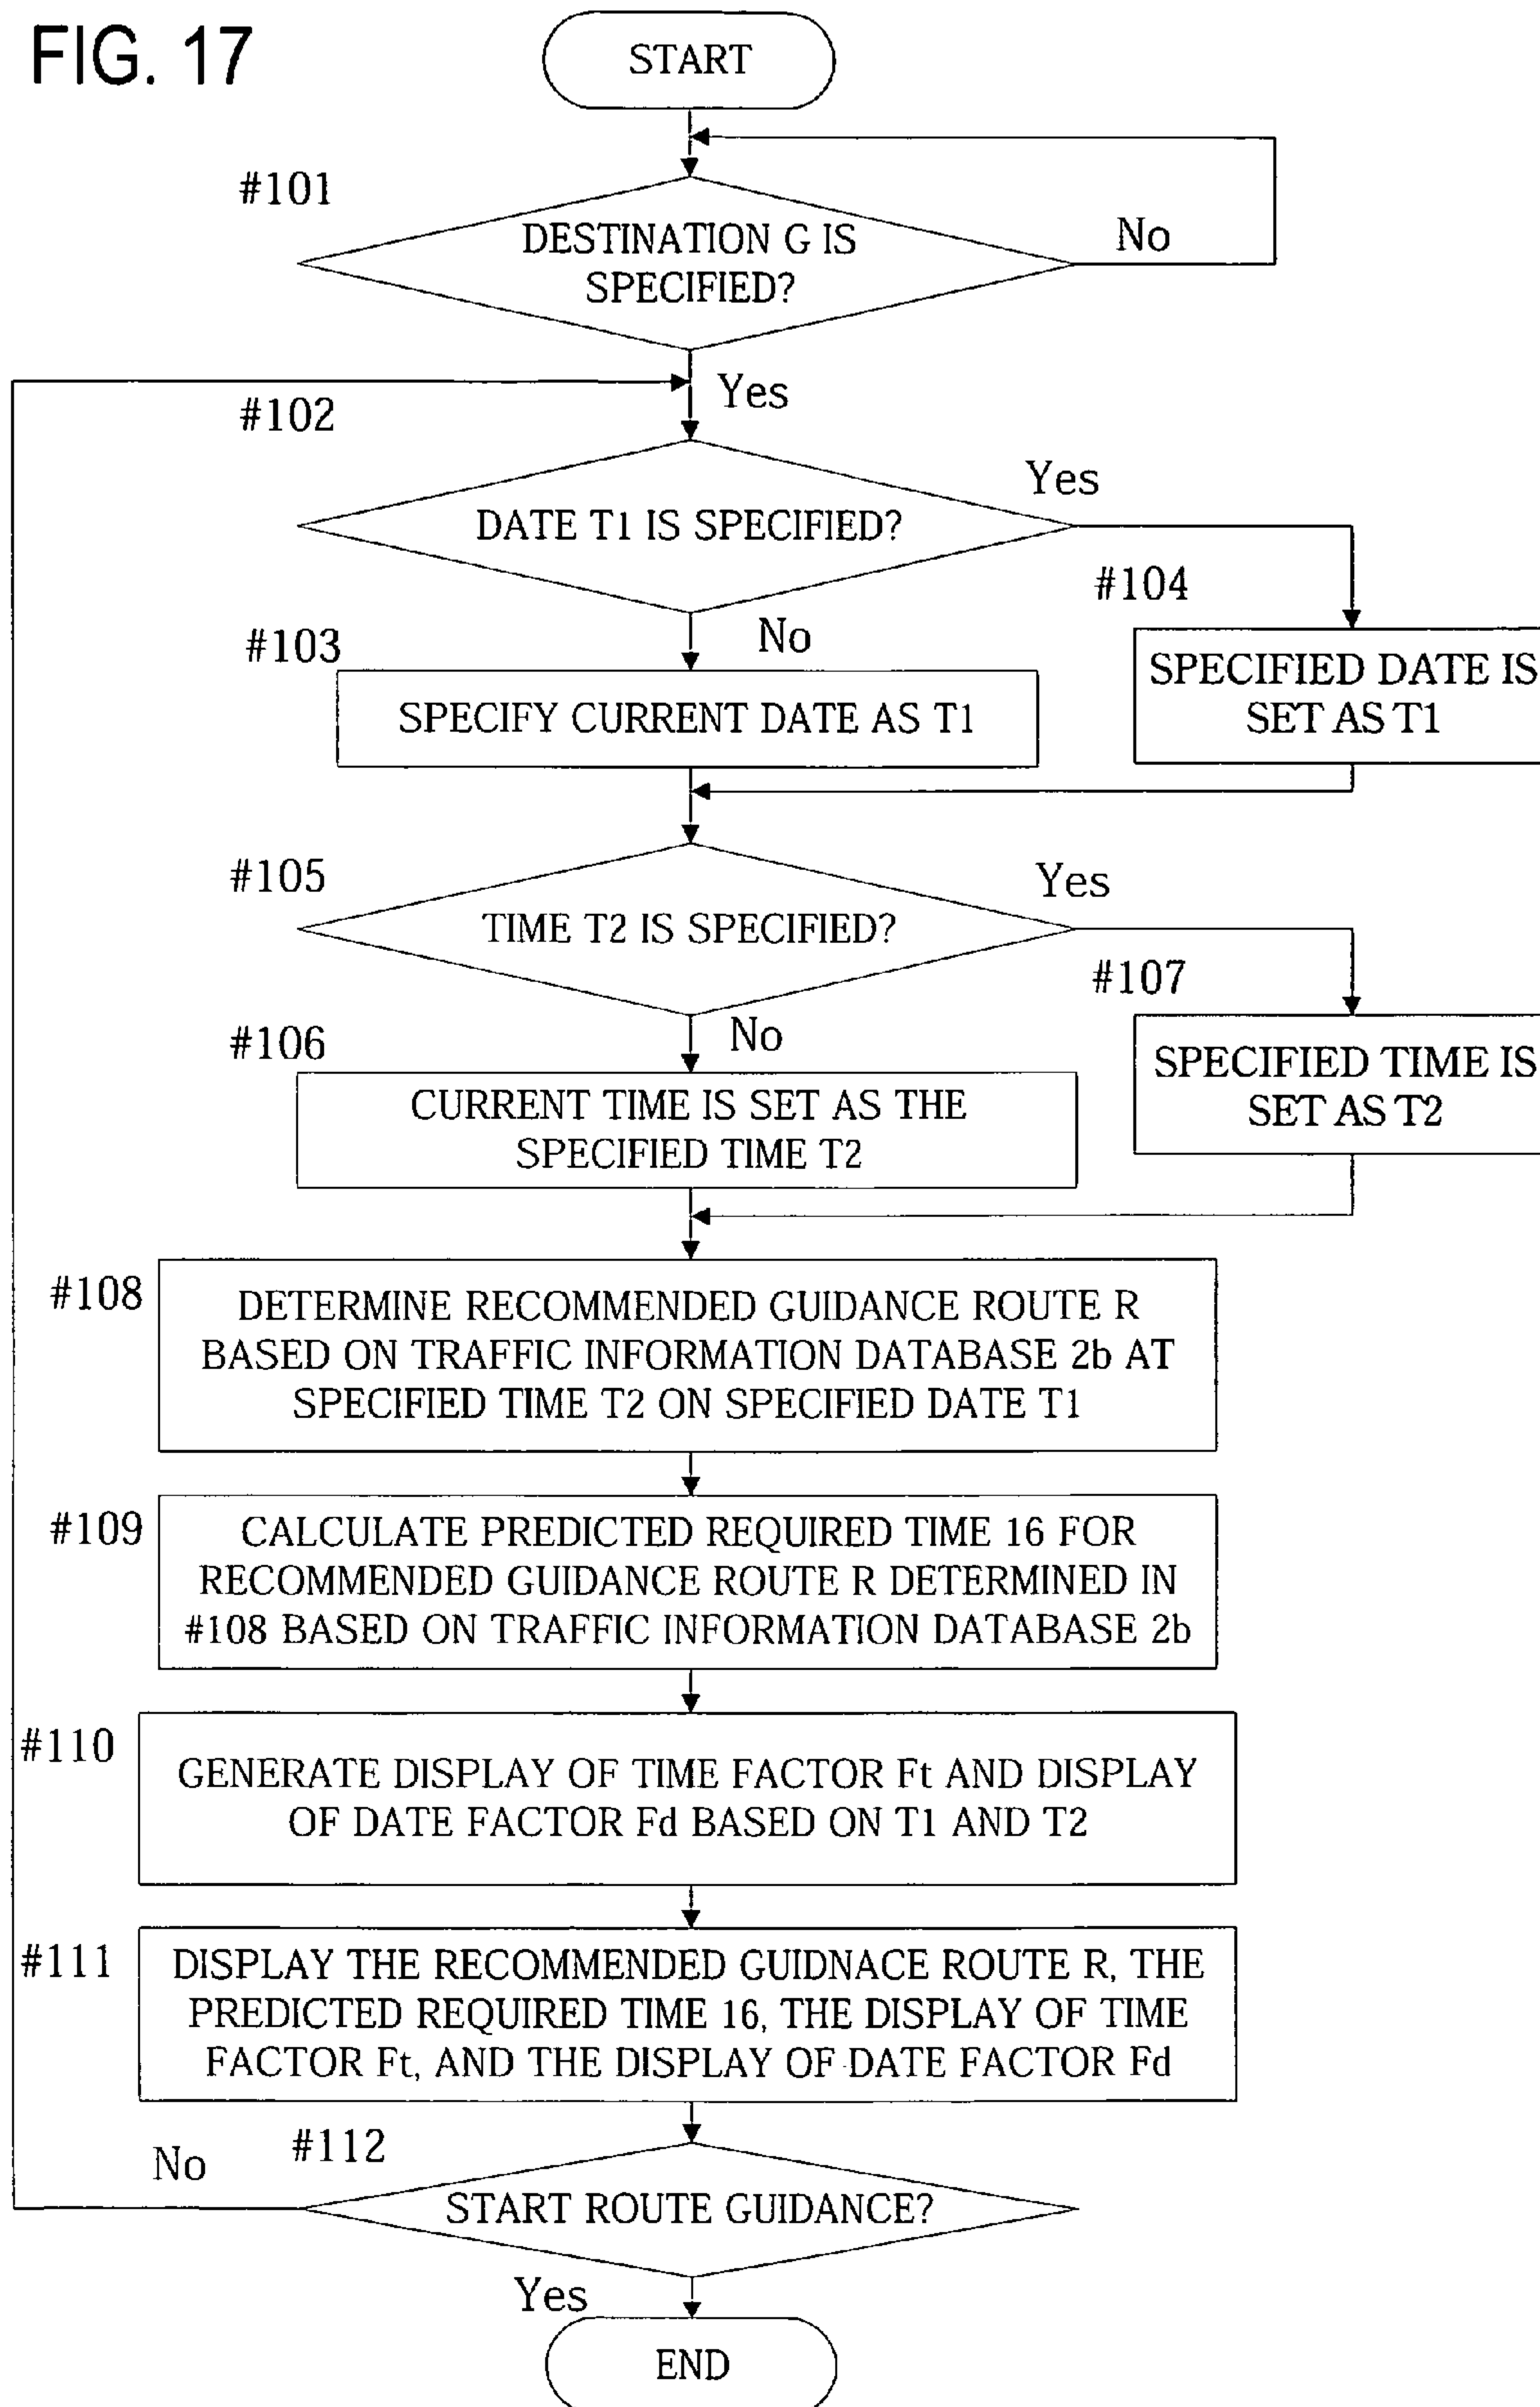 FIG. 17
START
#101
DESTINATION G IS
SPECIFIED?
No
Yes
#102
DATE T1 IS SPECIFIED?
Yes
#104
SPECIFIED DATE IS
SET AS T1
No
#103
SPECIFY CURRENT DATE AS T1
#105
TIME T2 IS SPECIFIED?
Yes
#107
SPECIFIED TIME IS
SET AS T2
No
#106
CURRENT TIME IS SET AS THE
SPECIFIED TIME T2
#108
DETERMINE RECOMMENDED GUIDANCE ROUTE R
BASED ON TRAFFIC INFORMATION DATABASE 2b AT
SPECIFIED TIME T2 ON SPECIFIED DATE T1
#109
CALCULATE PREDICTED REQUIRED TIME 16 FOR
RECOMMENDED GUIDANCE ROUTE R DETERMINED IN
#108 BASED ON TRAFFIC INFORMATION DATABASE 2b
#110
GENERATE DISPLAY OF TIME FACTOR Ft AND DISPLAY
OF DATE FACTOR Fd BASED ON T1 AND T2
#111
DISPLAY THE RECOMMENDED GUIDNACE ROUTE R, THE
PREDICTED REQUIRED TIME 16, THE DISPLAY OF TIME
FACTOR Ft, AND THE DISPLAY OF DATE FACTOR Fd
#112
No
START ROUTE GUIDANCE?
Yes
END